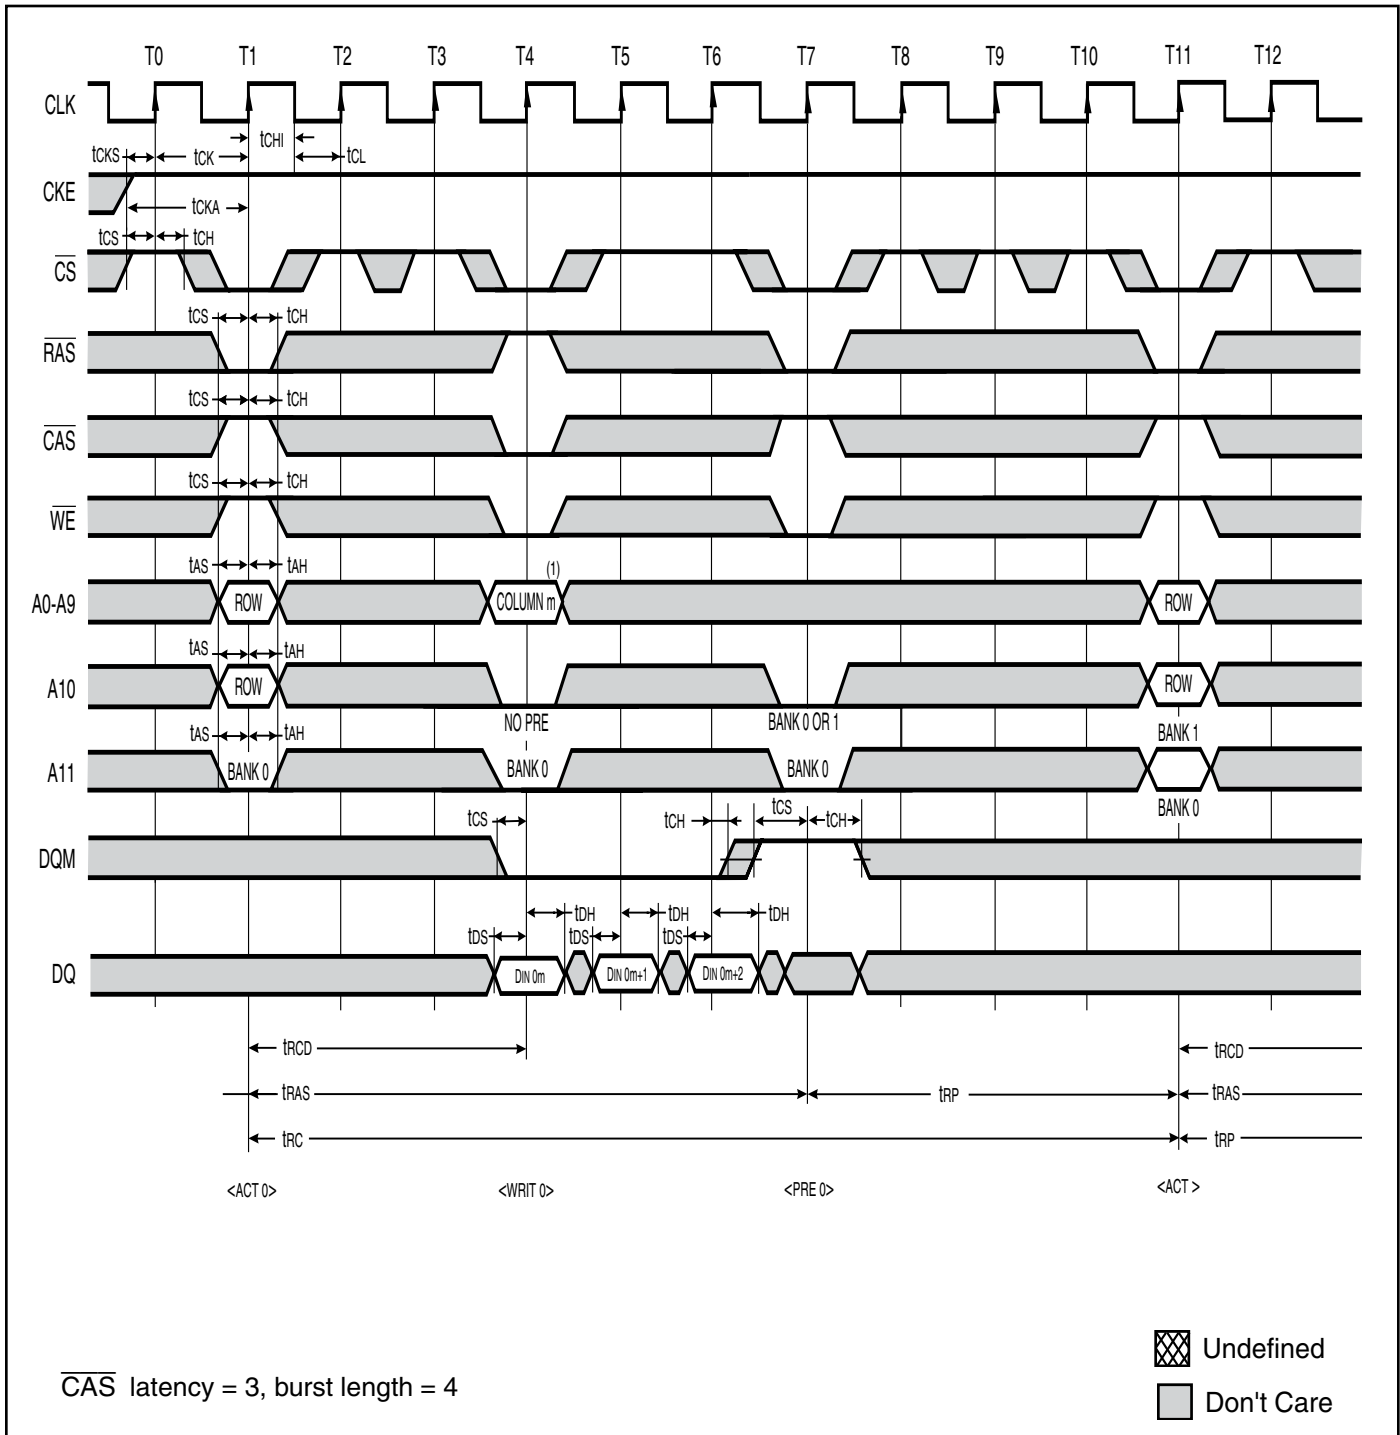 T0 T1 T2 T3 T4 T5 T6 T7 T8 T9 T10 T11 T12
CLK
tCHI
tCKS tCK tCL
CKE
tCKA
tCS tCH
CS
tCS tCH
RAS
tCS tCH
CAS
tCS tCH
WE
tAS tAH (1)
A0-A9 ROW COLUMN m ROW
tAS tAH
A10 ROW ROW
NO PRE BANK 0 OR 1
tAS tAH BANK 1
A11 BANK 0 BANK 0 BANK 0
BANK 0
tCS tCH tCS tCH
DQM
tDH tDH tDH
tDS tDS tDS
DQ DIN 0m DIN 0m+1 DIN 0m+2
tRCD tRCD
tRAS tRP tRAS
tRC tRP
<ACT 0> <WRIT 0> <PRE 0> <ACT >
Undefined
CAS latency = 3, burst length = 4
Don't Care